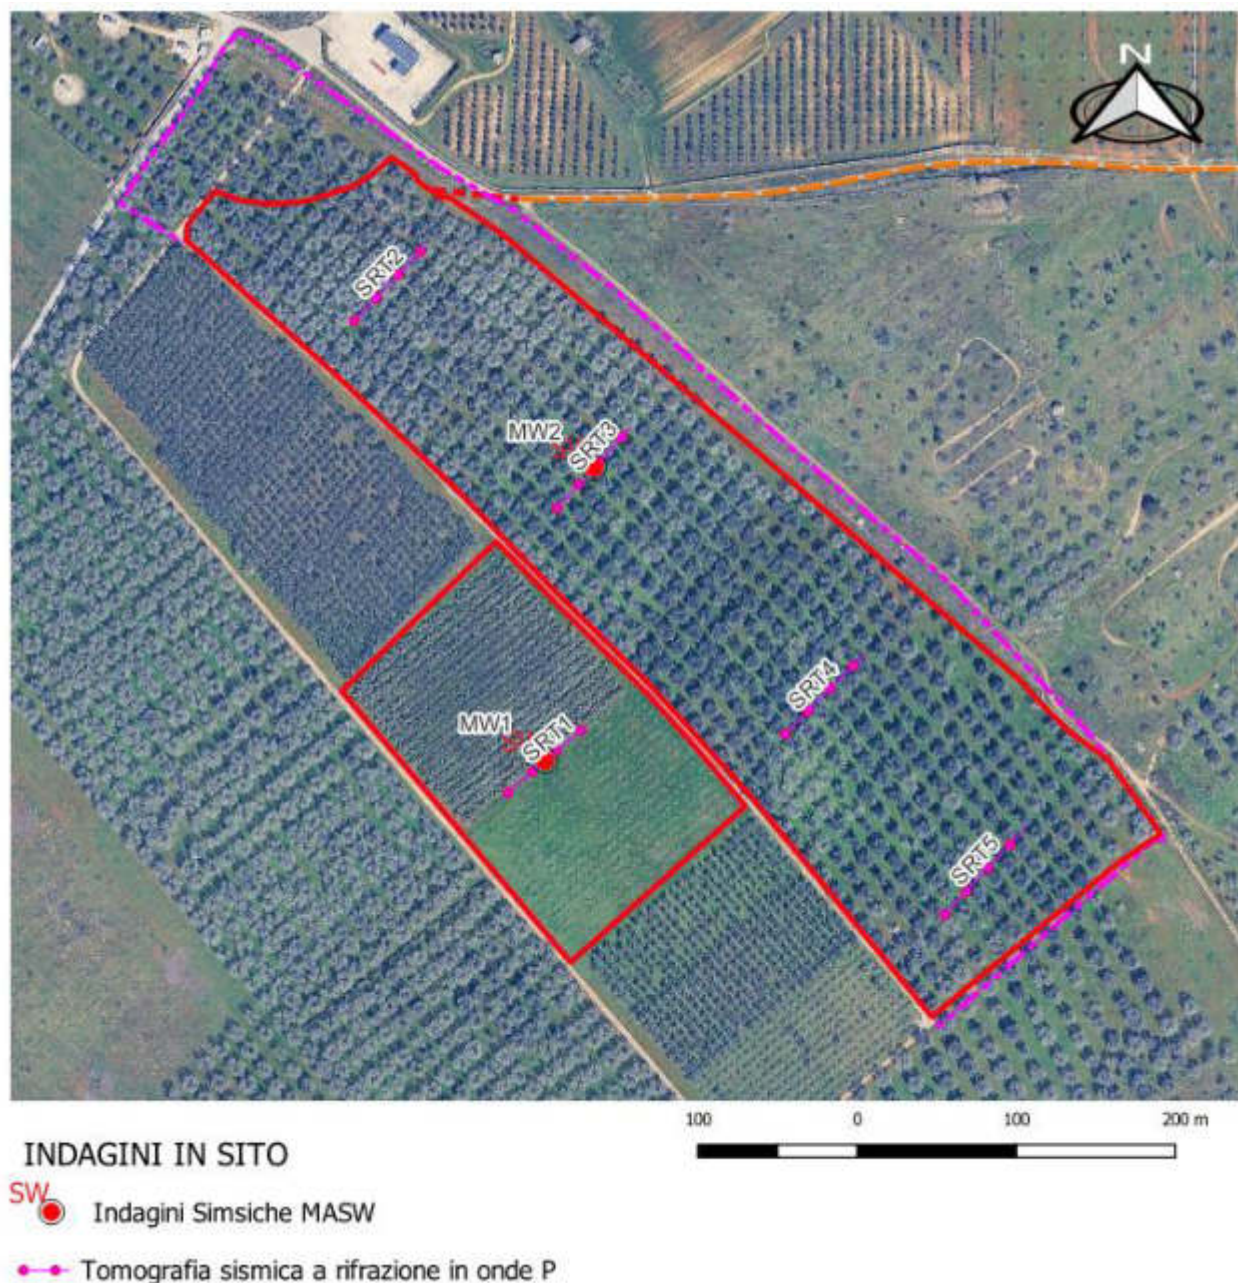 N
SRT2
MW2
SRT3
SRT4
MW1
SRT1
SRT5
100 0 100 200 m
INDAGINI IN SITO
SW
Indagini Simsiche MASW
Tomografia sismica a rifrazione in onde P